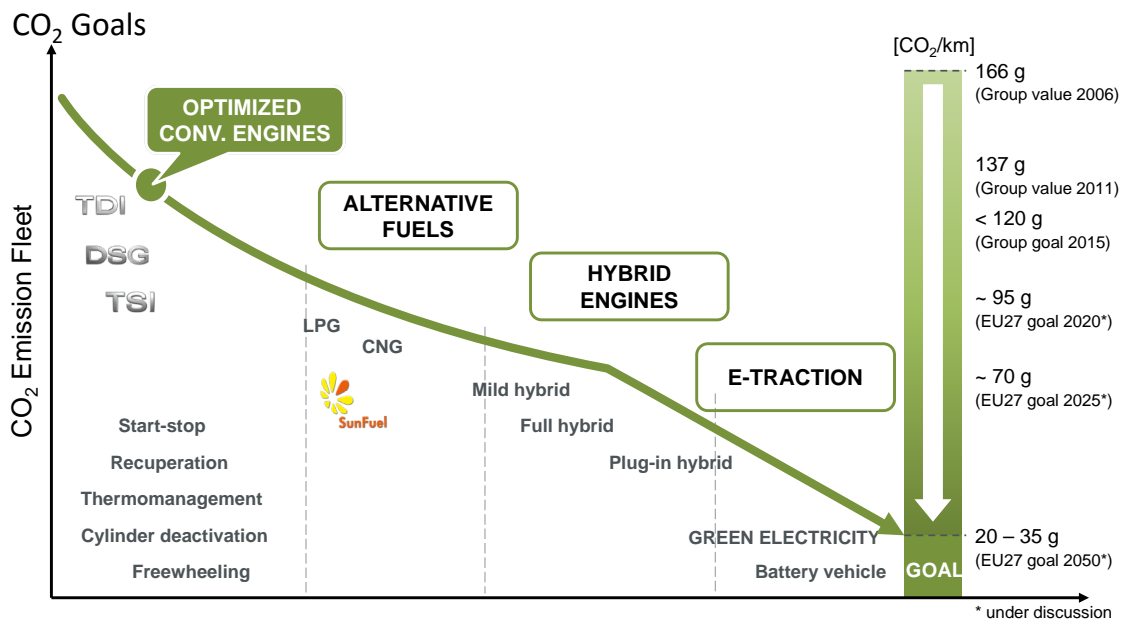 CO₂ Goals
[CO₂/km]
166 g
(Group value 2006)
OPTIMIZED
CONV. ENGINES
137 g
(Group value 2011)
TDI
ALTERNATIVE
FUELS
< 120 g
(Group goal 2015)
DSG
HYBRID
ENGINES
TSI
~ 95 g
(EU27 goal 2020*)
LPG
CNG
E-TRACTION
~ 70 g
(EU27 goal 2025*)
Mild hybrid
SunFuel
Start-stop
Full hybrid
Recuperation
Plug-in hybrid
Thermomanagement
Cylinder deactivation
GREEN ELECTRICITY
20 – 35 g
(EU27 goal 2050*)
Freewheeling
Battery vehicle
GOAL
* under discussion
CO₂ Emission Fleet